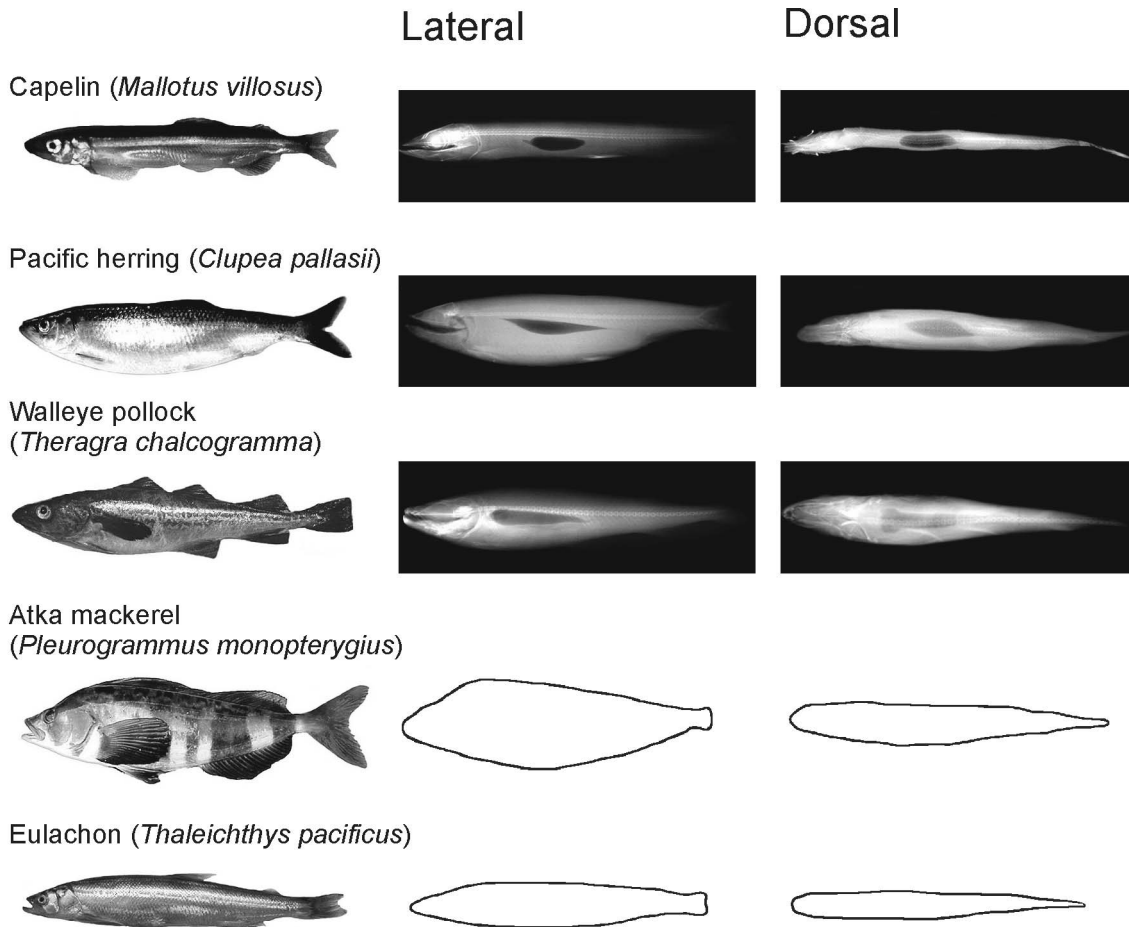 Lateral
Dorsal
Capelin (Mallotus villosus)
Pacific herring (Clupea pallasii)
Walleye pollock
(Theragra chalcogramma)
Atka mackerel
(Pleurogrammus monopterygius)
Eulachon (Thaleichthys pacificus)